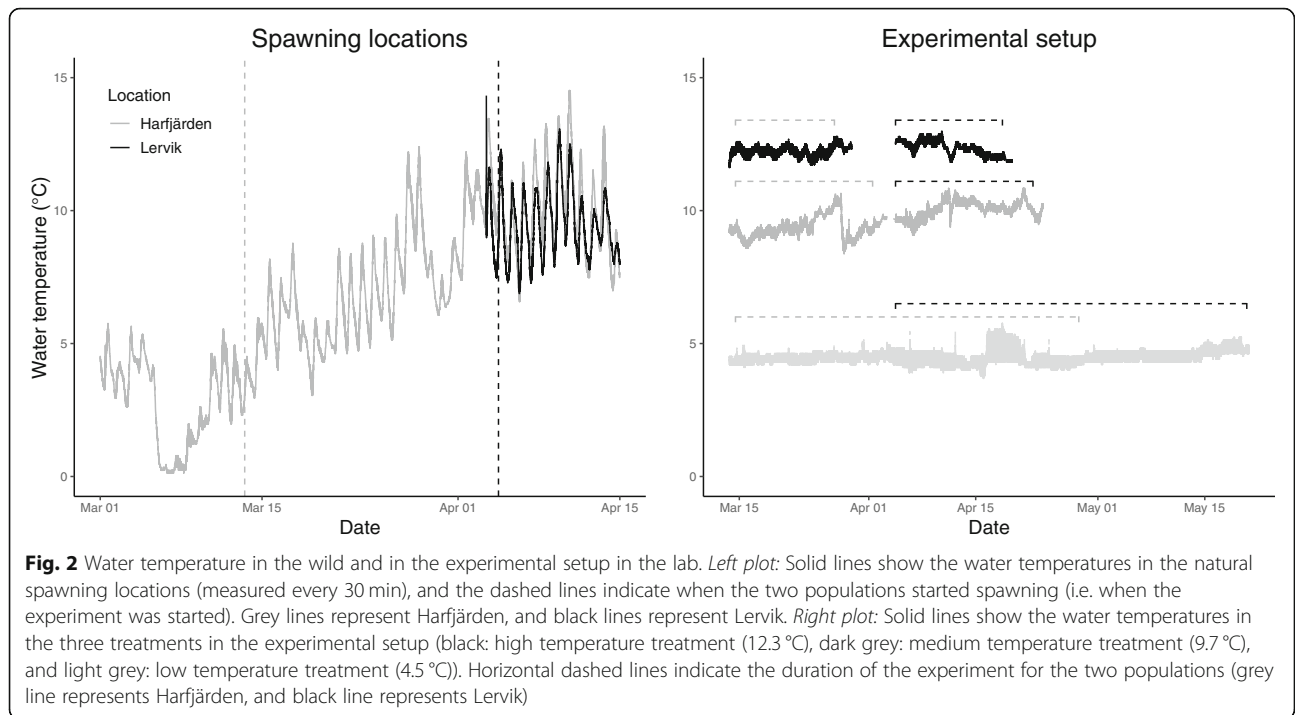 Spawning locations
Experimental setup
Water temperature (°C)
15
10
5
0
Location
Harfjärden
Lervik
Mar 01
Mar 15
Apr 01
Apr 15
Date
15
10
5
0
Mar 15
Apr 01
Apr 15
May 01
May 15
Date
Fig. 2 Water temperature in the wild and in the experimental setup in the lab. Left plot: Solid lines show the water temperatures in the natural
spawning locations (measured every 30 min), and the dashed lines indicate when the two populations started spawning (i.e. when the
experiment was started). Grey lines represent Harfjärden, and black lines represent Lervik. Right plot: Solid lines show the water temperatures in
the three treatments in the experimental setup (black: high temperature treatment (12.3 °C), dark grey: medium temperature treatment (9.7 °C),
and light grey: low temperature treatment (4.5 °C)). Horizontal dashed lines indicate the duration of the experiment for the two populations (grey
line represents Harfjärden, and black line represents Lervik)